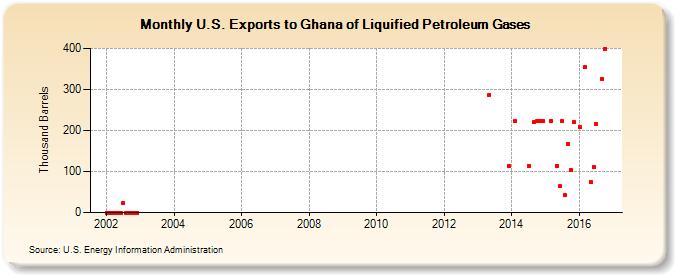 Monthly U.S. Exports to Ghana of Liquified Petroleum Gases
Thousand Barrels
400
300
200
100
0
2002 2004 2006 2008 2010 2012 2014 2016
Source: U.S. Energy Information Administration